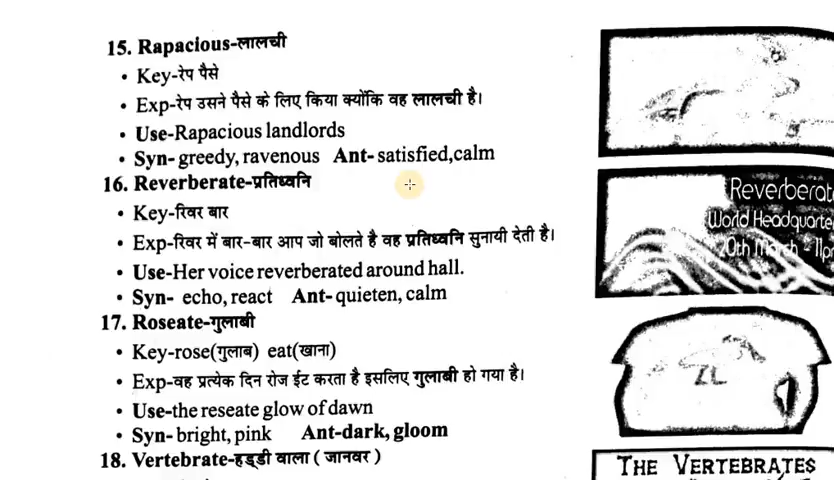 15. Rapacious-लालची
• Key-रेप पैसे
• Exp-रेप उसने पैसे के लिए किया क्योंकि वह लालची है।
• Use-Rapacious landlords
• Syn- greedy, ravenous Ant- satisfied,calm
16. Reverberate-प्रतिध्वनि
• Key-रिवर बार
• Exp-रिवर में बार-बार आप जो बोलते है वह प्रतिध्वनि सुनायी देती है।
• Use-Her voice reverberated around hall.
• Syn- echo, react Ant- quieten, calm
17. Roseate-गुलाबी
• Key-rose(गुलाब) eat(खाना)
• Exp-वह प्रत्येक दिन रोज ईट करता है इसलिए गुलाबी हो गया है।
• Use-the reseate glow of dawn
• Syn- bright, pink Ant-dark, gloom
18. Vertebrate-हड्डी वाला ( जानवर )
Reverberat
World Headquarte
THE VERTEBRATES